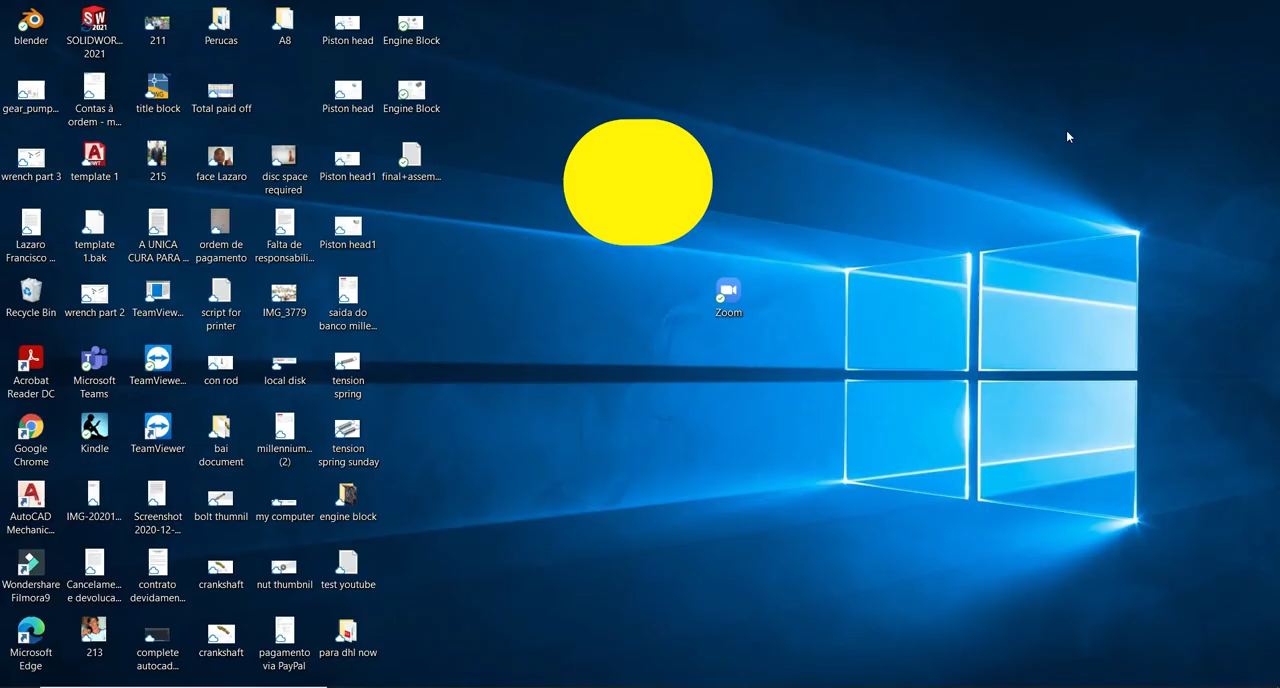 blender
SOLIDWOR...
2021
211
Perucas
A8
Piston head
Engine Block
gear_pump...
Contas à
ordem - m...
title block
Total paid off
Piston head
Engine Block
wrench part 3
template 1
215
face Lazaro
disc space
required
Piston head1
final+assem...
Lazaro
Francisco ...
template
1.bak
A UNICA
CURA PARA ...
ordem de
pagamento
Falta de
responsabili...
Piston head1
Recycle Bin
wrench part 2
TeamView...
script for
printer
IMG_3779
saida do
banco mille...
Zoom
Acrobat
Reader DC
Microsoft
Teams
TeamViewe...
con rod
local disk
tension
spring
Google
Chrome
Kindle
TeamViewer
bai
document
millennium...
(2)
tension
spring sunday
AutoCAD
Mechanic...
IMG-20201...
Screenshot
2020-12-...
bolt thumnil
my computer
engine block
Wondershare
Filmora9
Cancelame...
e devoluca...
contrato
devidamen...
crankshaft
nut thumbnil
test youtube
Microsoft
Edge
213
complete
autocad...
crankshaft
pagamento
via PayPal
para dhl now